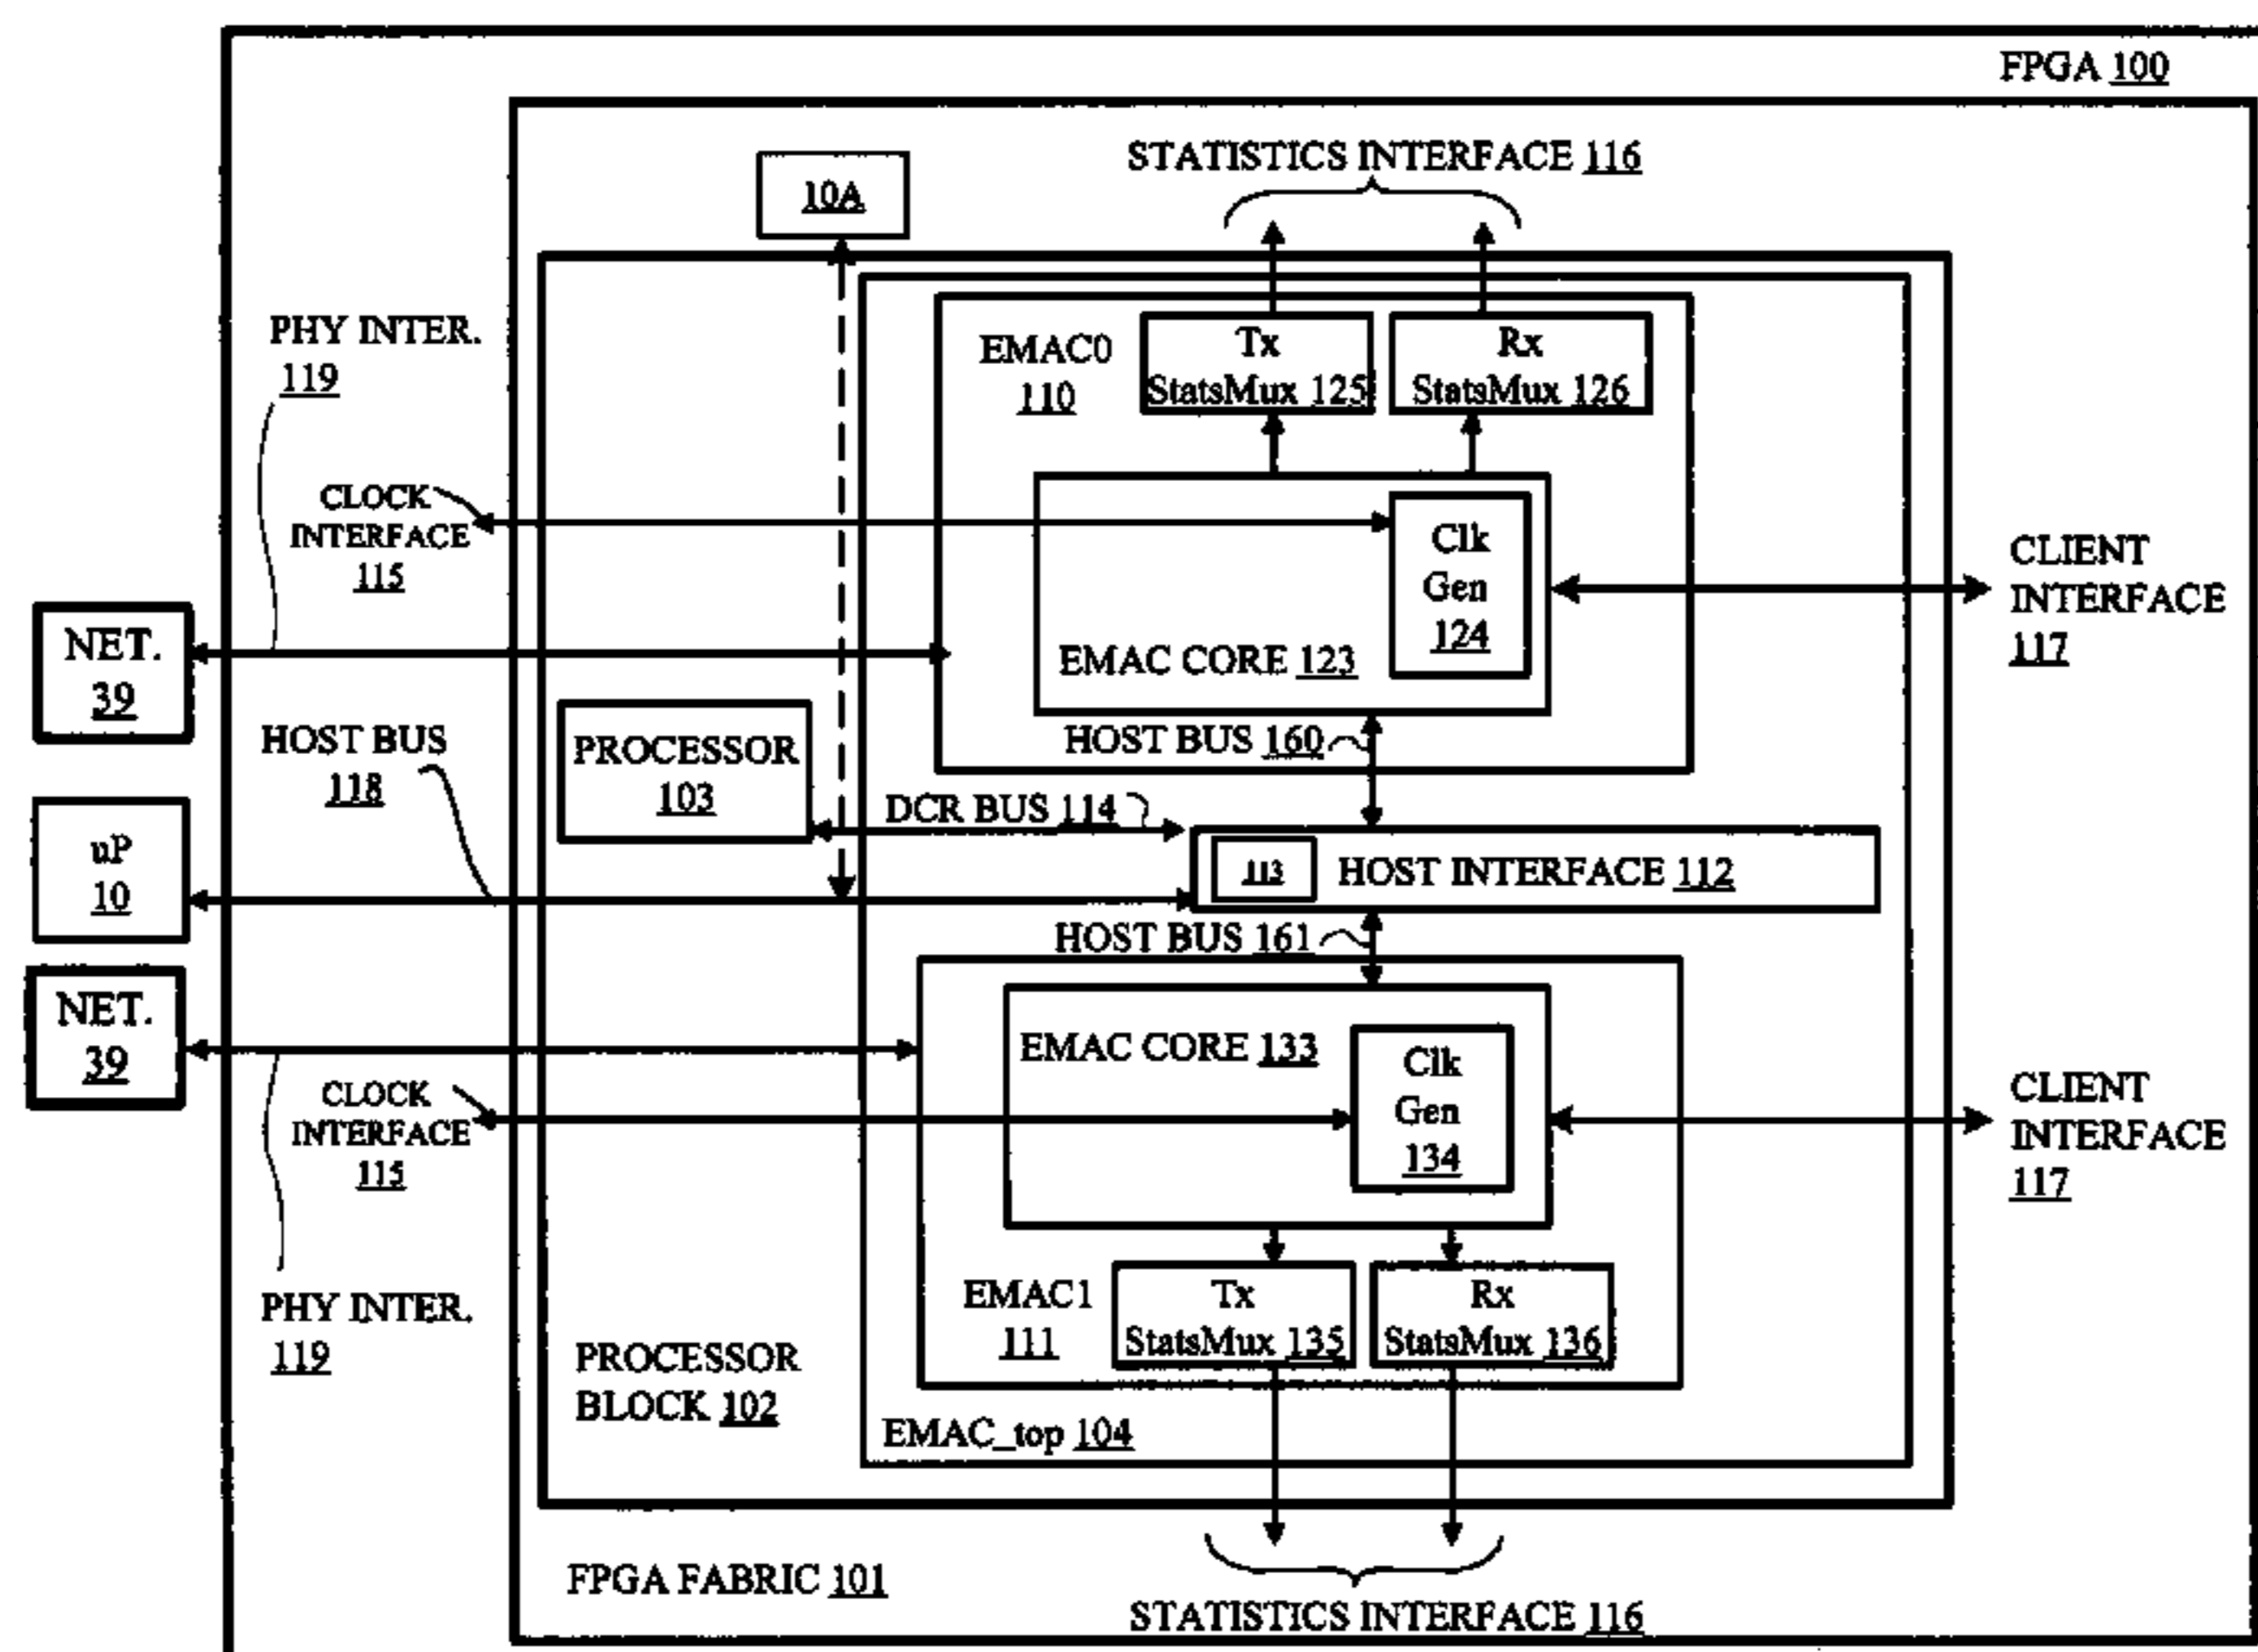 FPGA 100
STATISTICS INTERFACE 116
10A
PHY INTER.
119
EMAC0
110
Tx
StatsMux 125
Rx
StatsMux 126
CLOCK
INTERFACE
115
Clk
Gen
124
EMAC CORE 123
CLIENT
INTERFACE
117
NET.
39
HOST BUS
118
PROCESSOR
103
HOST BUS 160
DCR BUS 114
uP
10
113
HOST INTERFACE 112
HOST BUS 161
NET.
39
EMAC CORE 133
Clk
Gen
134
CLOCK
INTERFACE
115
CLIENT
INTERFACE
117
PHY INTER.
119
EMAC1
111
Tx
StatsMux 135
Rx
StatsMux 136
PROCESSOR
BLOCK 102
EMAC_top 104
FPGA FABRIC 101
STATISTICS INTERFACE 116